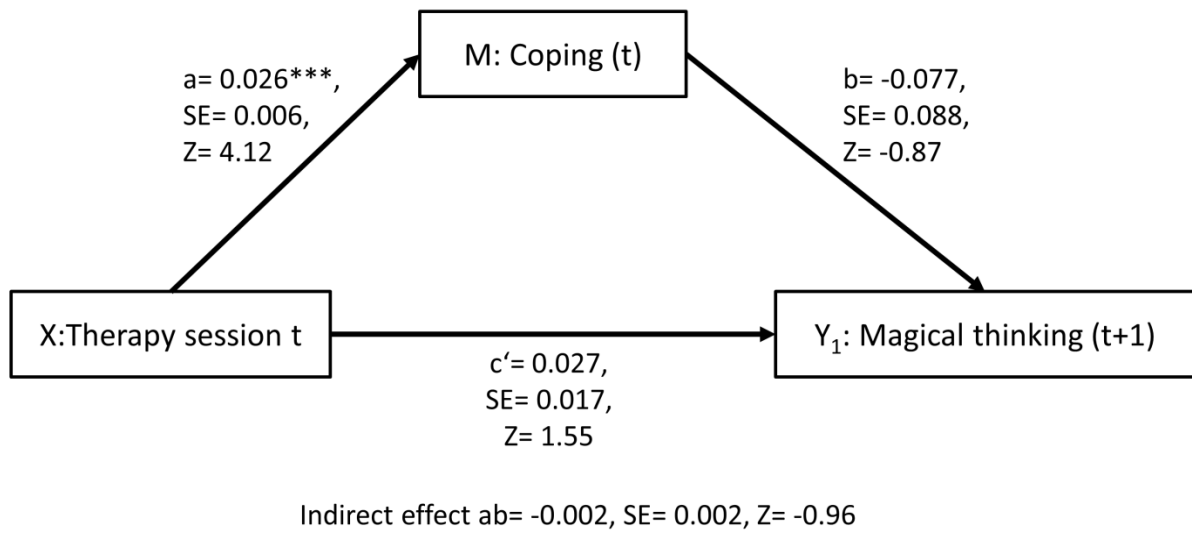 M: Coping (t)
a= 0.026***,
SE= 0.006,
Z= 4.12
b= -0.077,
SE= 0.088,
Z= -0.87
X:Therapy session t
Y₁: Magical thinking (t+1)
c‘= 0.027,
SE= 0.017,
Z= 1.55
Indirect effect ab= -0.002, SE= 0.002, Z= -0.96